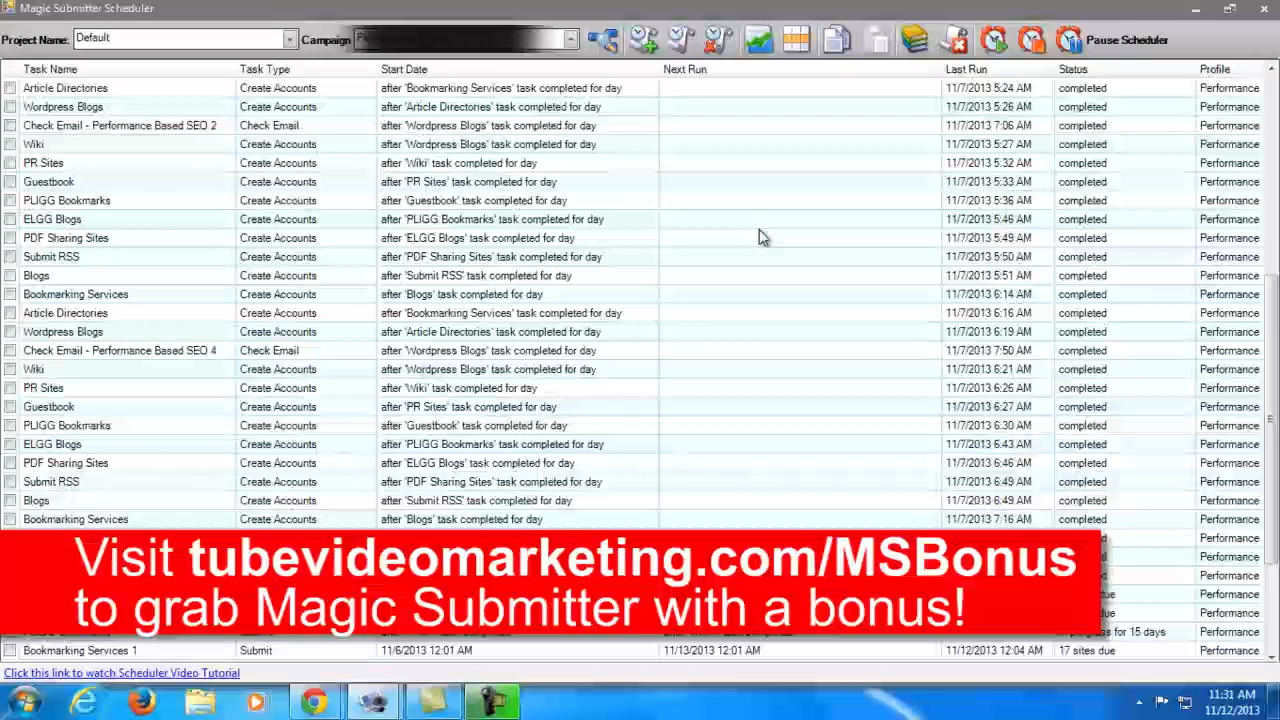 Magic Submitter Scheduler
Project Name: Default Campaign Pause Scheduler
Task Name Task Type Start Date Next Run Last Run Status Profile
Article Directories Create Accounts after 'Bookmarking Services' task completed for day 11/7/2013 5:24 AM completed Performance
Wordpress Blogs Create Accounts after 'Article Directories' task completed for day 11/7/2013 5:26 AM completed Performance
Check Email - Performance Based SEO 2 Check Email after 'Wordpress Blogs' task completed for day 11/7/2013 7:06 AM completed Performance
Wiki Create Accounts after 'Wordpress Blogs' task completed for day 11/7/2013 5:27 AM completed Performance
PR Sites Create Accounts after 'Wiki' task completed for day 11/7/2013 5:32 AM completed Performance
Guestbook Create Accounts after 'PR Sites' task completed for day 11/7/2013 5:33 AM completed Performance
PLIGG Bookmarks Create Accounts after 'Guestbook' task completed for day 11/7/2013 5:36 AM completed Performance
ELGG Blogs Create Accounts after 'PLIGG Bookmarks' task completed for day 11/7/2013 5:46 AM completed Performance
PDF Sharing Sites Create Accounts after 'ELGG Blogs' task completed for day 11/7/2013 5:49 AM completed Performance
Submit RSS Create Accounts after 'PDF Sharing Sites' task completed for day 11/7/2013 5:50 AM completed Performance
Blogs Create Accounts after 'Submit RSS' task completed for day 11/7/2013 5:51 AM completed Performance
Bookmarking Services Create Accounts after 'Blogs' task completed for day 11/7/2013 6:14 AM completed Performance
Article Directories Create Accounts after 'Bookmarking Services' task completed for day 11/7/2013 6:16 AM completed Performance
Wordpress Blogs Create Accounts after 'Article Directories' task completed for day 11/7/2013 6:19 AM completed Performance
Check Email - Performance Based SEO 4 Check Email after 'Wordpress Blogs' task completed for day 11/7/2013 7:50 AM completed Performance
Wiki Create Accounts after 'Wordpress Blogs' task completed for day 11/7/2013 6:21 AM completed Performance
PR Sites Create Accounts after 'Wiki' task completed for day 11/7/2013 6:26 AM completed Performance
Guestbook Create Accounts after 'PR Sites' task completed for day 11/7/2013 6:27 AM completed Performance
PLIGG Bookmarks Create Accounts after 'Guestbook' task completed for day 11/7/2013 6:30 AM completed Performance
ELGG Blogs Create Accounts after 'PLIGG Bookmarks' task completed for day 11/7/2013 6:43 AM completed Performance
PDF Sharing Sites Create Accounts after 'ELGG Blogs' task completed for day 11/7/2013 6:46 AM completed Performance
Submit RSS Create Accounts after 'PDF Sharing Sites' task completed for day 11/7/2013 6:49 AM completed Performance
Blogs Create Accounts after 'Submit RSS' task completed for day 11/7/2013 6:49 AM completed Performance
Bookmarking Services Create Accounts after 'Blogs' task completed for day 11/7/2013 7:16 AM completed Performance
Performance
Performance
Performance
due Performance
Performance
for 15 days Performance
Visit tubevideomarketing.com/MSBonus
to grab Magic Submitter with a bonus!
Bookmarking Services 1 Submit 11/6/2013 12:01 AM 11/13/2013 12:01 AM 11/12/2013 12:04 AM 17 sites due Performance
Click this link to watch Scheduler Video Tutorial
11:31 AM
11/12/2013